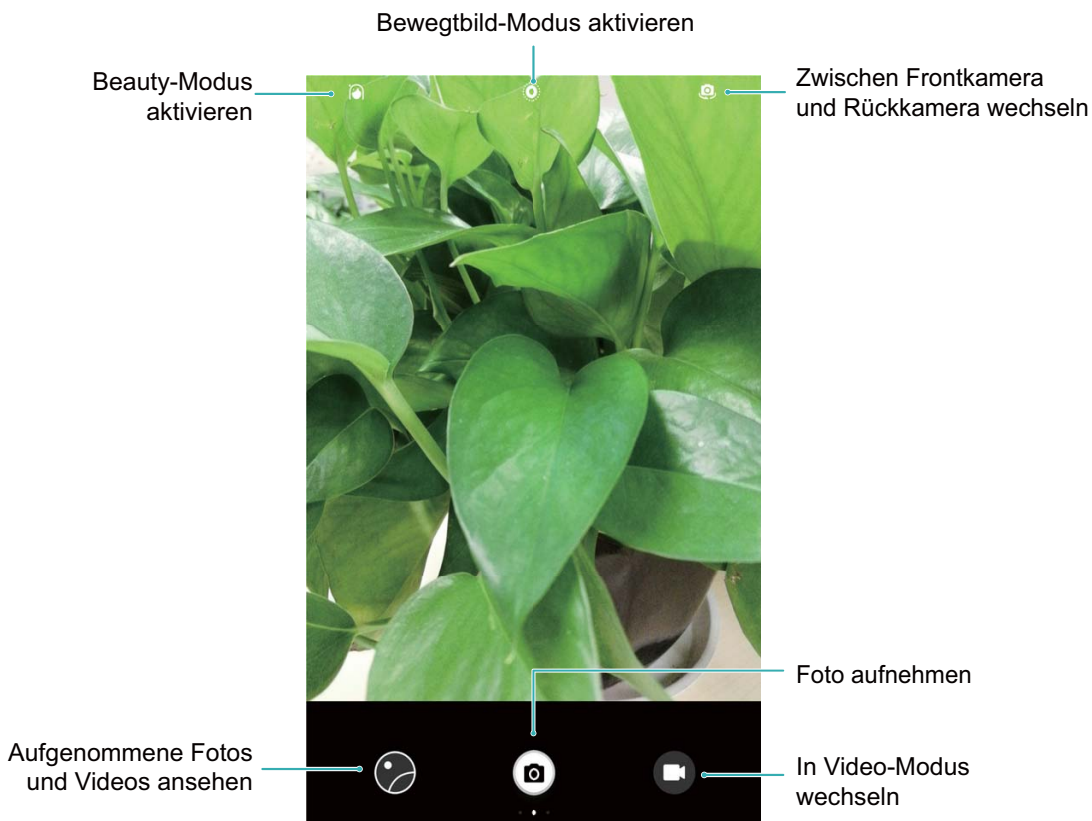 Bewegtbild-Modus aktivieren
Beauty-Modus
aktivieren
Zwischen Frontkamera
und Rückkamera wechseln
Foto aufnehmen
Aufgenommene Fotos
und Videos ansehen
In Video-Modus
wechseln